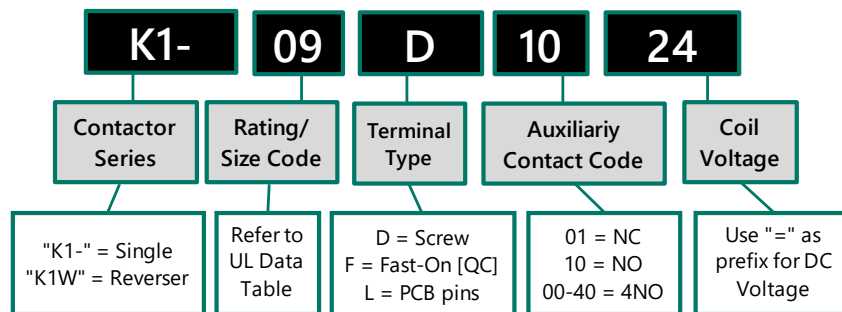 K1- 09 D 10 24
Contactor
Series
Rating/
Size Code
Terminal
Type
Auxiliariy
Contact Code
Coil
Voltage
"K1-" = Single
"K1W" = Reverser
Refer to
UL Data
Table
D = Screw
F = Fast-On [QC]
L = PCB pins
01 = NC
10 = NO
00-40 = 4NO
Use "=" as
prefix for DC
Voltage